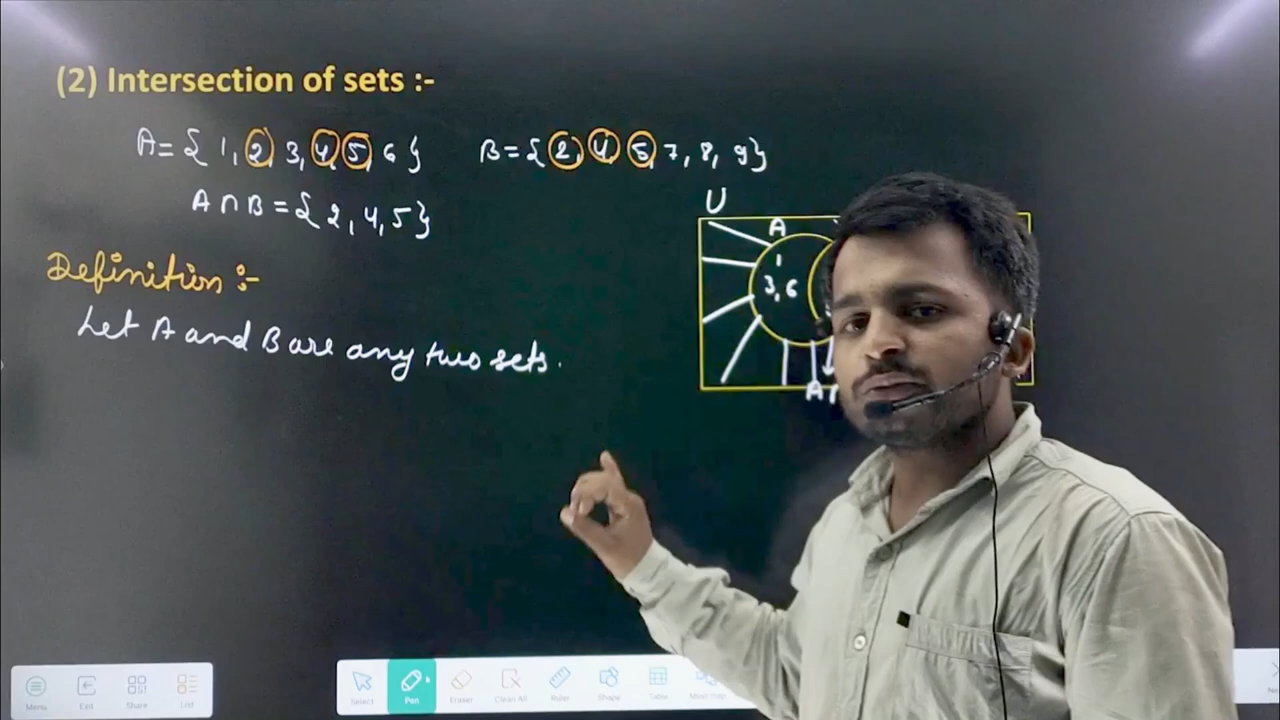 (2) Intersection of sets :-
A = { 1, 2, 3, 4, 5, 6 } B = { 2, 4, 5, 7, 8, 9 }
A ∩ B = { 2, 4, 5 }
U
A
1
3, 6
A
Definition :-
Let A and B are any two sets.
Menu Exit Share List Select Pen Eraser Clean All Ruler Shape Table